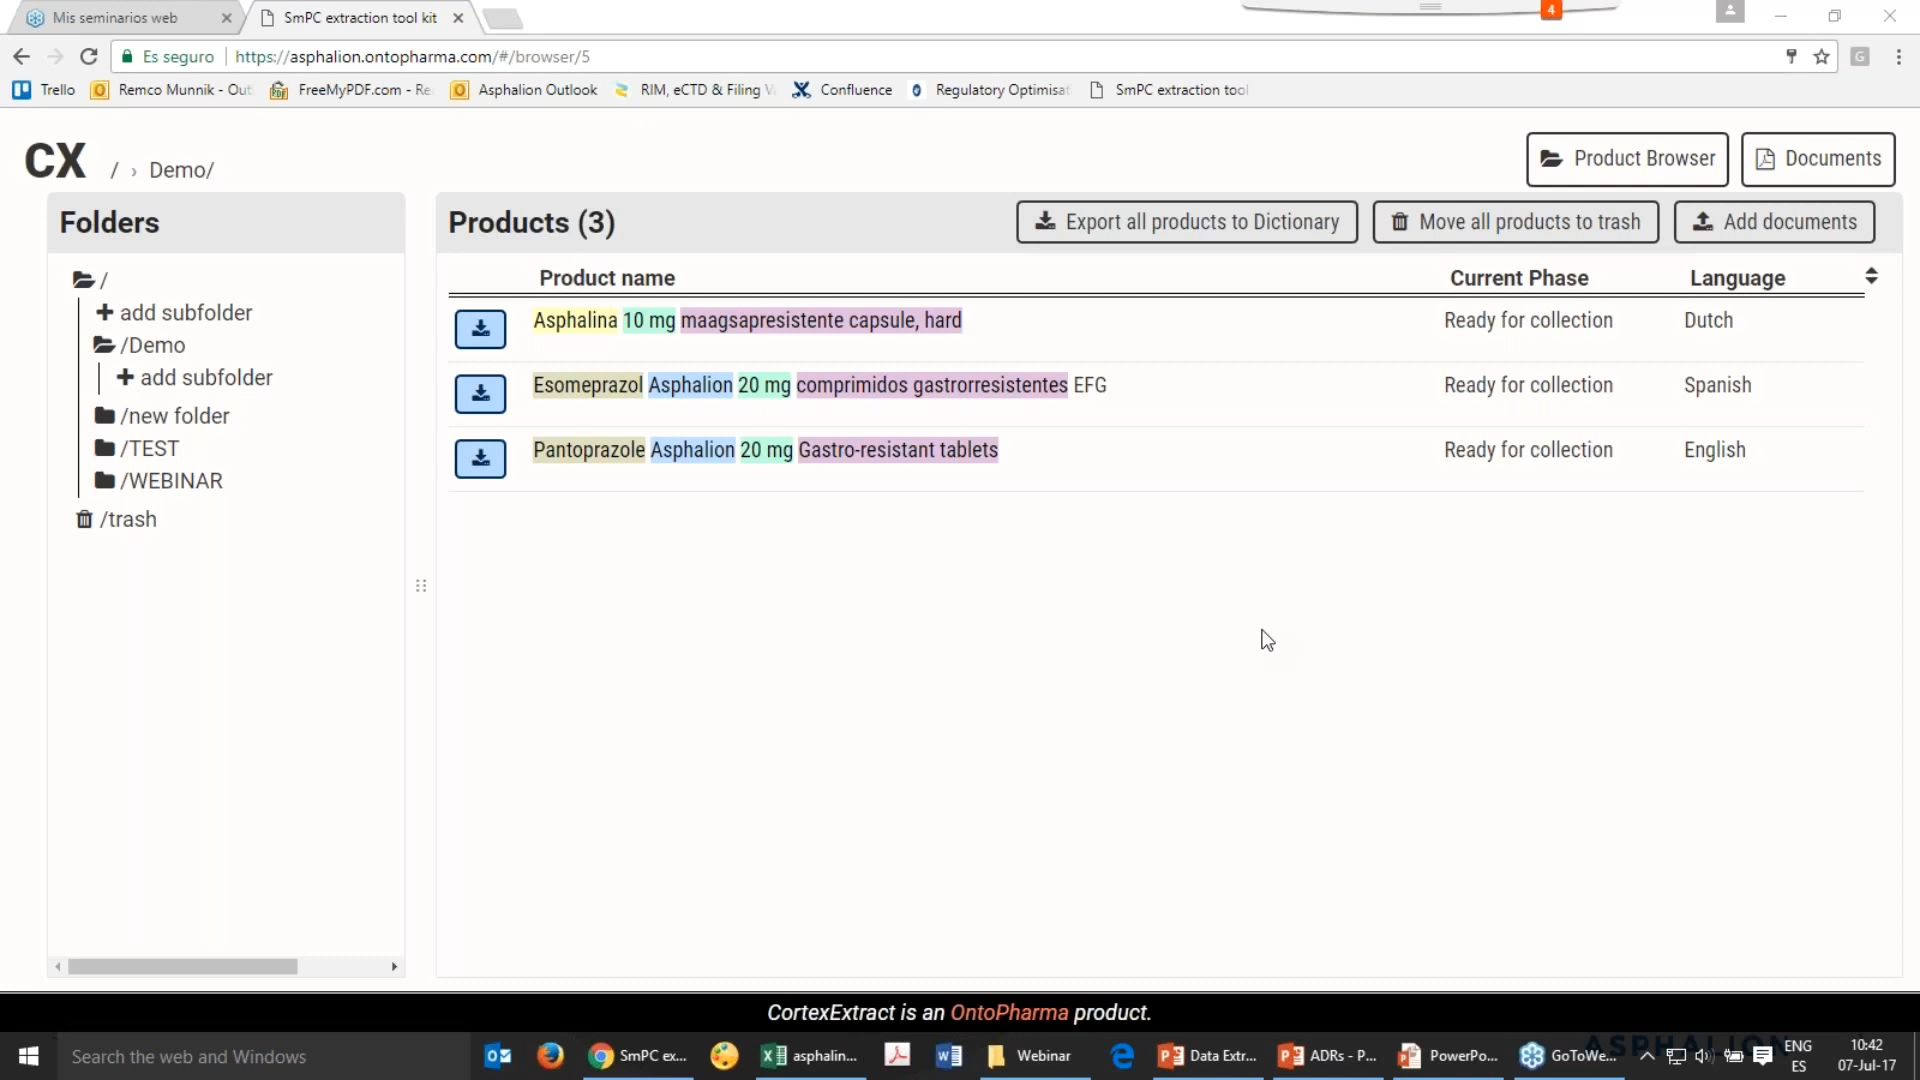 Mis seminarios web
SmPC extraction tool kit
4
Es seguro
https://asphalion.ontopharma.com/#/browser/5
G
Trello
Remco Munnik - Out
FreeMyPDF.com - Re
Asphalion Outlook
RIM, eCTD & Filing V
Confluence
Regulatory Optimisat
SmPC extraction tool
CX / › Demo/
Product Browser
Documents
Folders
Products (3)
Export all products to Dictionary
Move all products to trash
Add documents
/
add subfolder
/Demo
add subfolder
/new folder
/TEST
/WEBINAR
/trash
Product name Current Phase Language
Asphalina 10 mg maagsapresistente capsule, hard Ready for collection Dutch
Esomeprazol Asphalion 20 mg comprimidos gastrorresistentes EFG Ready for collection Spanish
Pantoprazole Asphalion 20 mg Gastro-resistant tablets Ready for collection English
CortexExtract is an OntoPharma product.
Search the web and Windows
SmPC ex...
asphalin...
Webinar
Data Extr...
ADRs - P...
PowerPo...
GoToWe...
ASPHALION
ENG
ES
10:42
07-Jul-17